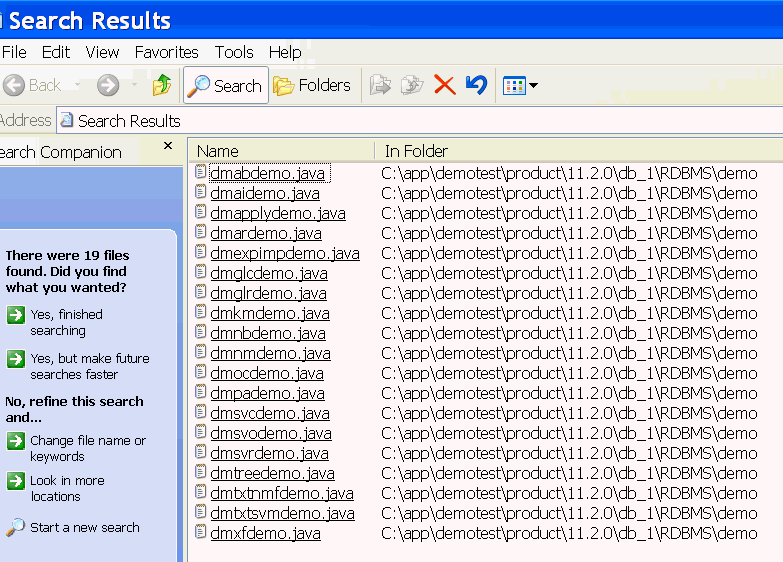 Search Results
File Edit View Favorites Tools Help
Back Search Folders
Address Search Results
earch Companion
There were 19 files
found. Did you find
what you wanted?
Yes, finished
searching
Yes, but make future
searches faster
No, refine this search
and...
Change file name or
keywords
Look in more
locations
Start a new search
Name In Folder
dmabdemo.java C:\app\demotest\product\11.2.0\db_1\RDBMS\demo
dmaidemo.java C:\app\demotest\product\11.2.0\db_1\RDBMS\demo
dmapplydemo.java C:\app\demotest\product\11.2.0\db_1\RDBMS\demo
dmardemo.java C:\app\demotest\product\11.2.0\db_1\RDBMS\demo
dmexpimpdemo.java C:\app\demotest\product\11.2.0\db_1\RDBMS\demo
dmglcdemo.java C:\app\demotest\product\11.2.0\db_1\RDBMS\demo
dmglrdemo.java C:\app\demotest\product\11.2.0\db_1\RDBMS\demo
dmkmdemo.java C:\app\demotest\product\11.2.0\db_1\RDBMS\demo
dmnbdemo.java C:\app\demotest\product\11.2.0\db_1\RDBMS\demo
dmnmdemo.java C:\app\demotest\product\11.2.0\db_1\RDBMS\demo
dmocdemo.java C:\app\demotest\product\11.2.0\db_1\RDBMS\demo
dmpademo.java C:\app\demotest\product\11.2.0\db_1\RDBMS\demo
dmsvcdemo.java C:\app\demotest\product\11.2.0\db_1\RDBMS\demo
dmsvodemo.java C:\app\demotest\product\11.2.0\db_1\RDBMS\demo
dmsvrdemo.java C:\app\demotest\product\11.2.0\db_1\RDBMS\demo
dmtreedemo.java C:\app\demotest\product\11.2.0\db_1\RDBMS\demo
dmtxtnmfdemo.java C:\app\demotest\product\11.2.0\db_1\RDBMS\demo
dmtxtsvmdemo.java C:\app\demotest\product\11.2.0\db_1\RDBMS\demo
dmxfdemo.java C:\app\demotest\product\11.2.0\db_1\RDBMS\demo